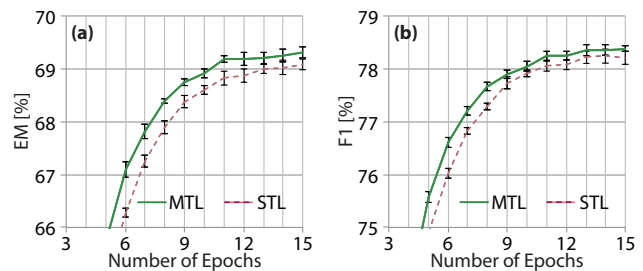 70
69
68
67
66
EM [%]
(a)
MTL STL
3 6 9 12 15
Number of Epochs
79
78
77
76
75
F1 [%]
(b)
MTL STL
3 6 9 12 15
Number of Epochs